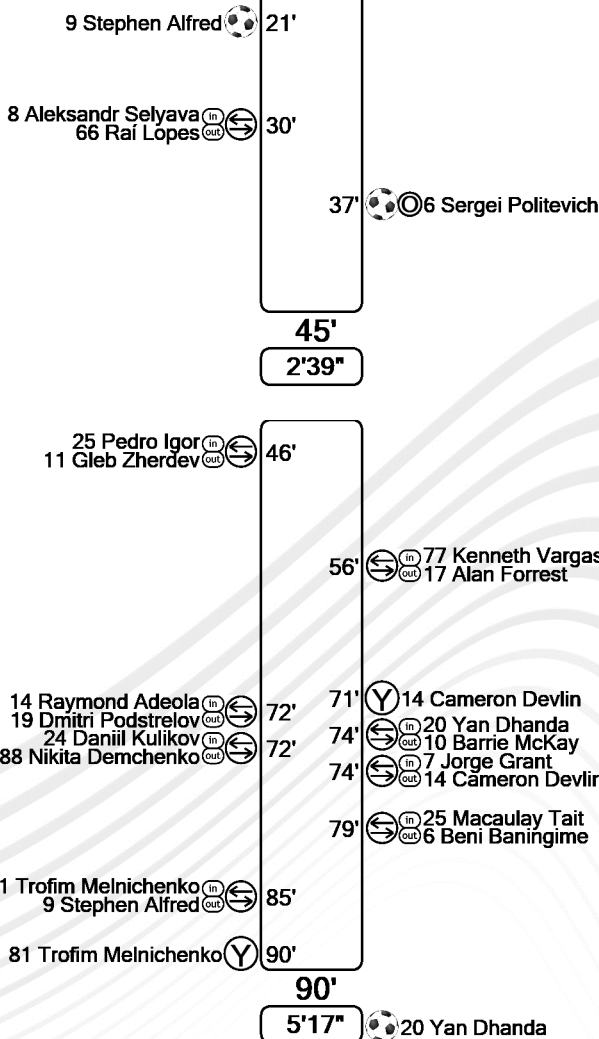 9 Stephen Alfred 21'
8 Aleksandr Selyava in
66 Raí Lopes out
30'
37' O 6 Sergei Politevich
45'
2'39"
25 Pedro Igor in
11 Gleb Zherdev out
46'
56'
in 77 Kenneth Vargas
out 17 Alan Forrest
71' Y 14 Cameron Devlin
14 Raymond Adeola in
19 Dmitri Podstrelov out
72'
24 Daniil Kulikov in
88 Nikita Demchenko out
72'
74'
in 20 Yan Dhanda
out 10 Barrie McKay
74'
in 7 Jorge Grant
out 14 Cameron Devlin
79'
in 25 Macaulay Tait
out 6 Beni Baningime
1 Trofim Melnichenko in
9 Stephen Alfred out
85'
81 Trofim Melnichenko Y 90'
90'
5'17" 20 Yan Dhanda